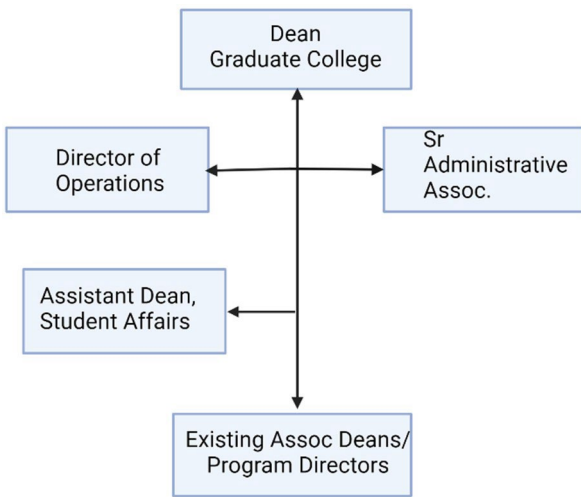 Dean
Graduate College
Director of
Operations
Sr
Administrative
Assoc.
Assistant Dean,
Student Affairs
Existing Assoc Deans/
Program Directors